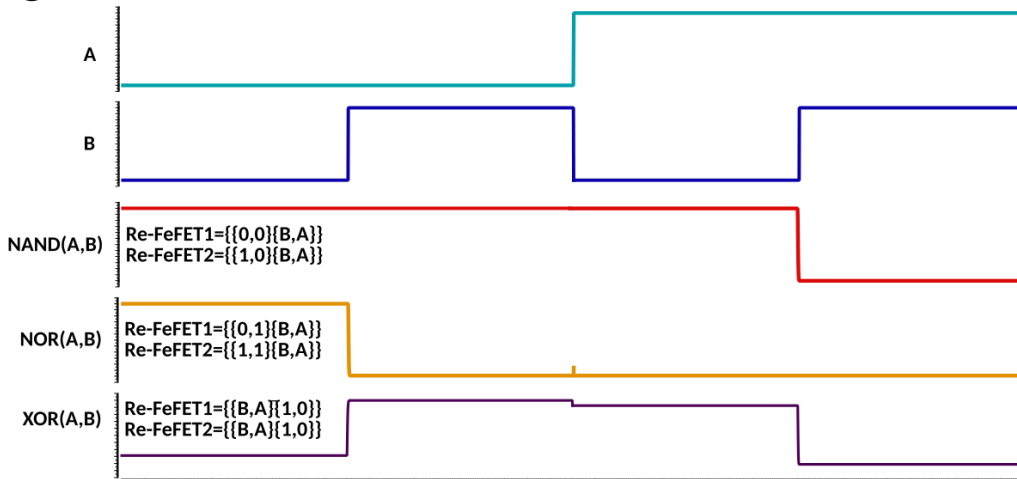 A
B
NAND(A,B)
Re-FeFET1={{0,0}{B,A}}
Re-FeFET2={{1,0}{B,A}}
NOR(A,B)
Re-FeFET1={{0,1}{B,A}}
Re-FeFET2={{1,1}{B,A}}
XOR(A,B)
Re-FeFET1={{B,A}{1,0}}
Re-FeFET2={{B,A}{1,0}}